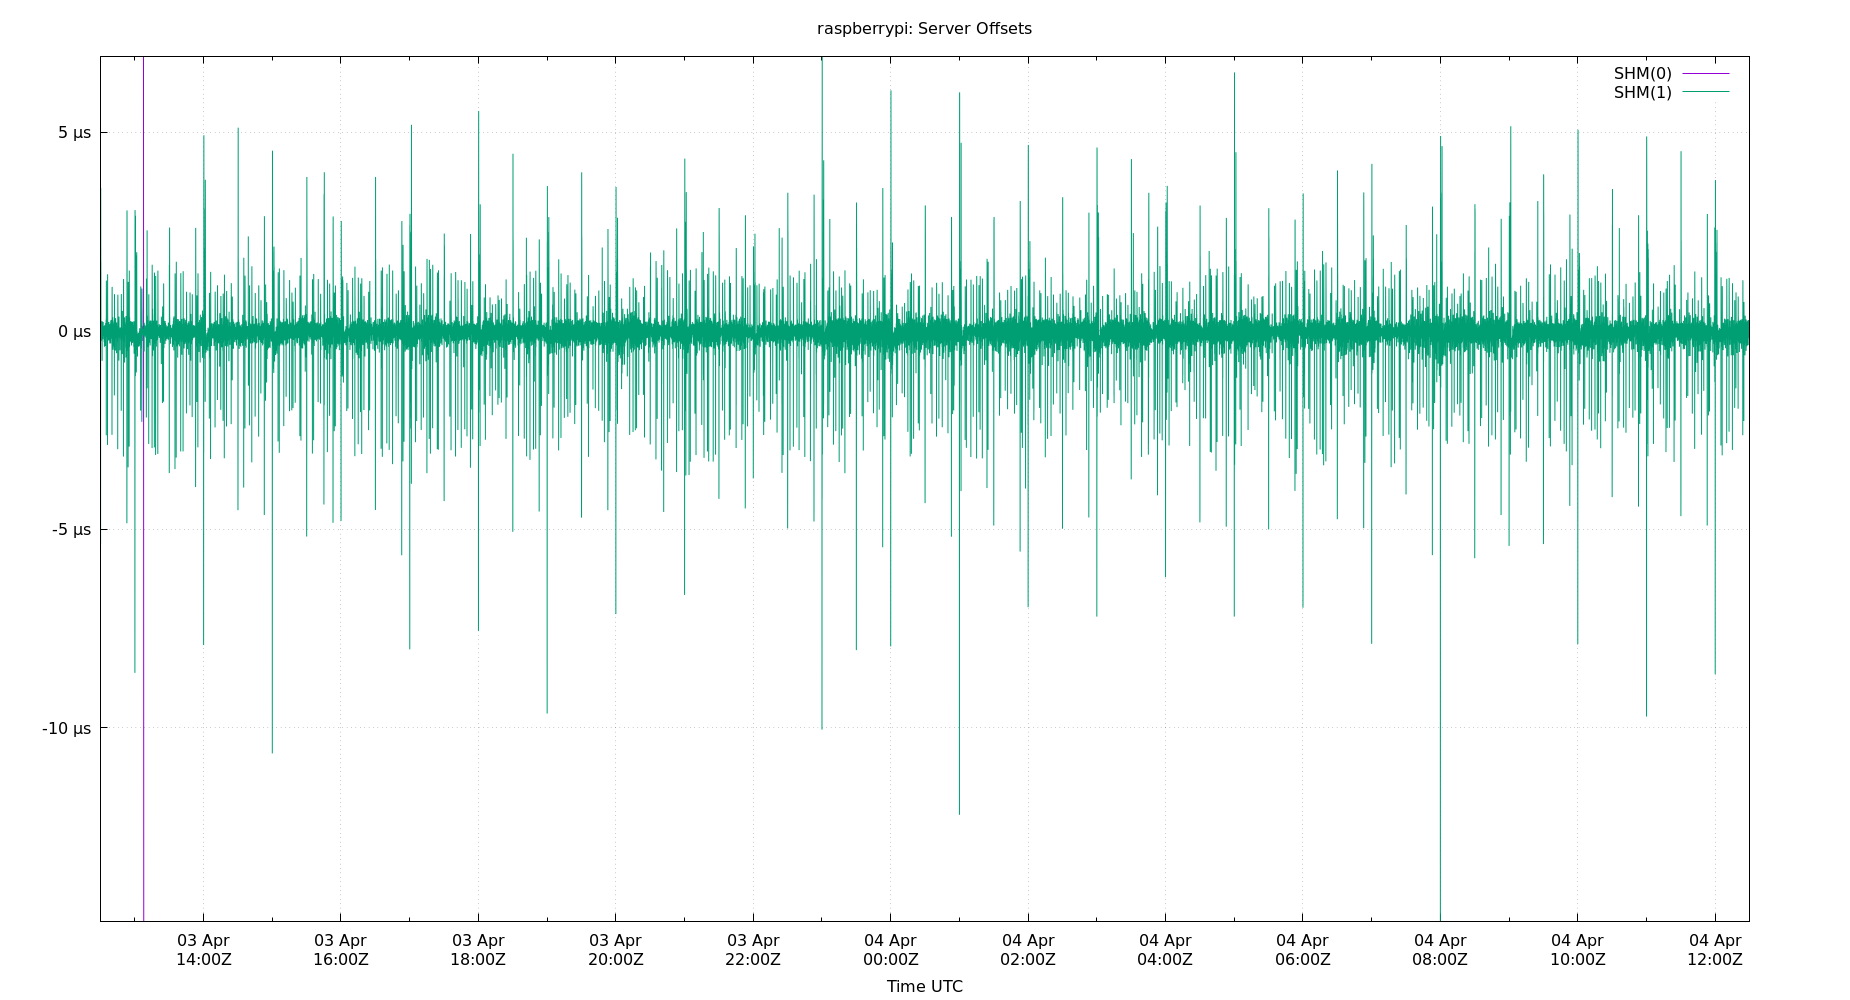 raspberrypi: Server Offsets
SHM(0)
SHM(1)
5 µs
0 µs
-5 µs
-10 µs
03 Apr 03 Apr 03 Apr 03 Apr 03 Apr 04 Apr 04 Apr 04 Apr 04 Apr 04 Apr 04 Apr 04 Apr
14:00Z 16:00Z 18:00Z 20:00Z 22:00Z 00:00Z 02:00Z 04:00Z 06:00Z 08:00Z 10:00Z 12:00Z
Time UTC